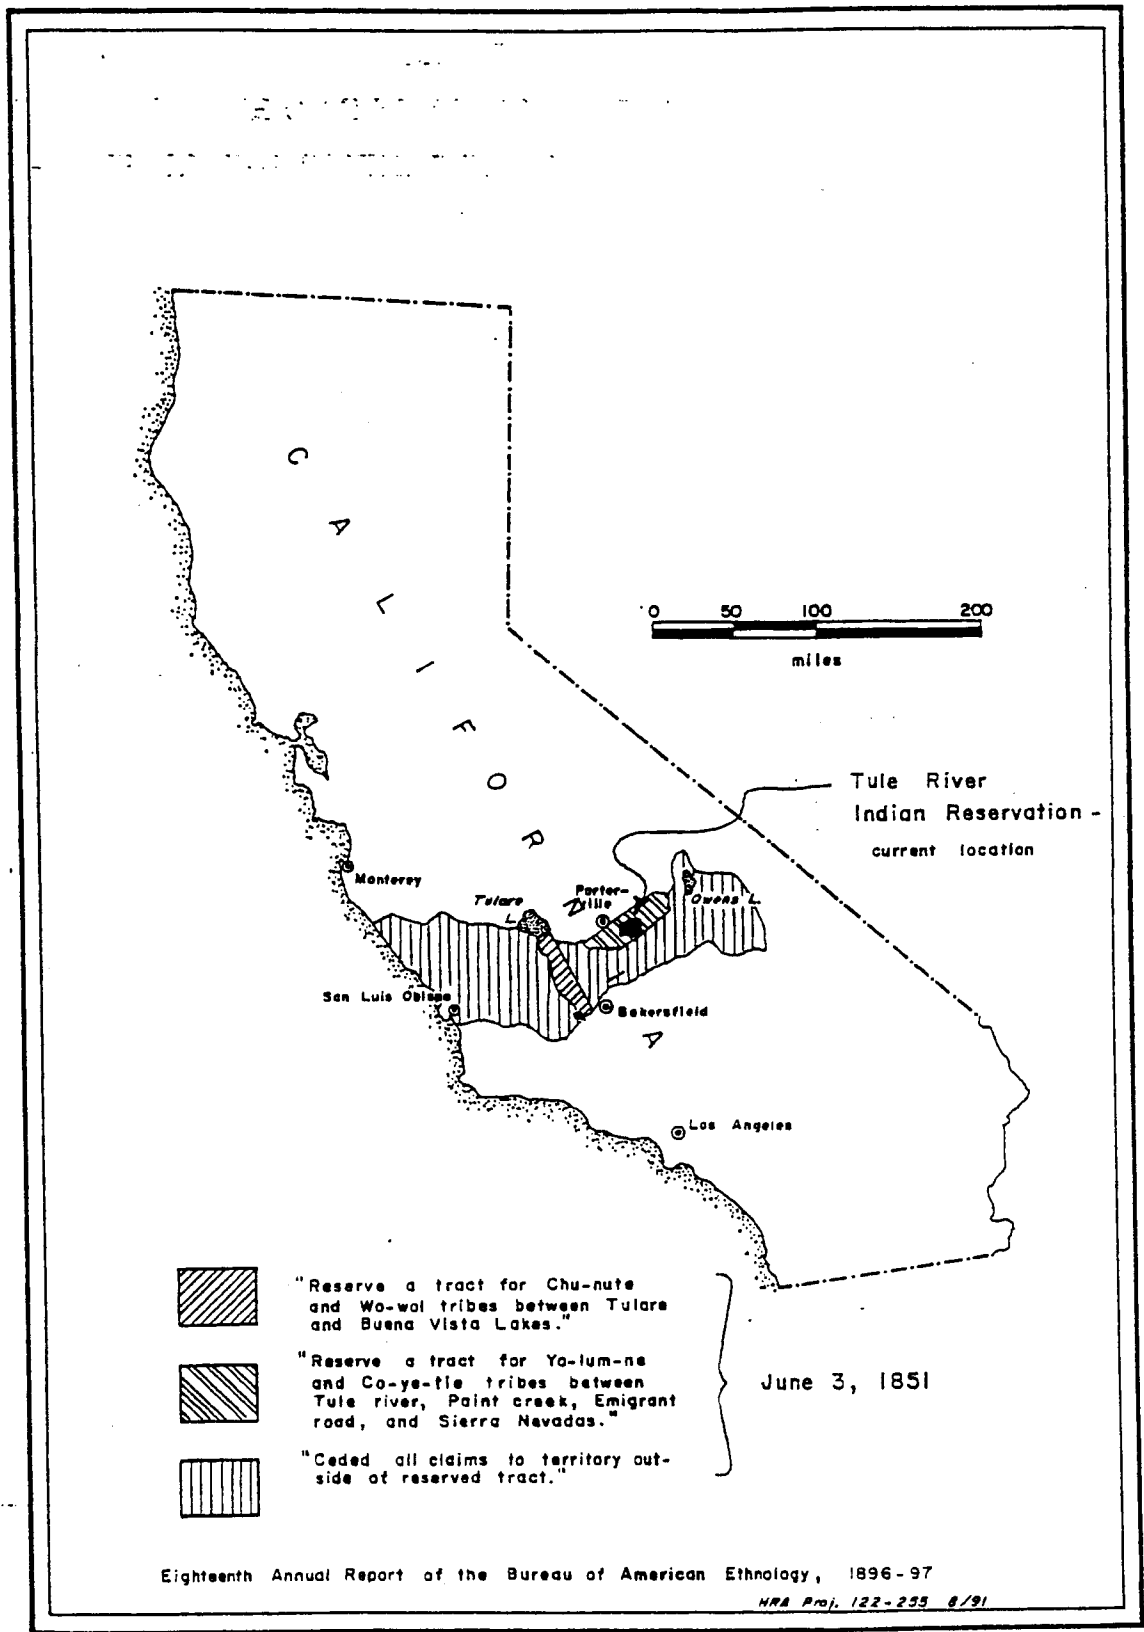 C A L I F O R N I A
0 50 100 200
miles
Tule River
Indian Reservation -
current location
Monterey
Tulare
L.
Porter-
ville
Owens L.
San Luis Obispo
Bakersfield
Los Angeles
"Reserve a tract for Chu-nute
and Wo-wol tribes between Tulare
and Buena Vista Lakes."
"Reserve a tract for Yo-lum-ne
and Co-ye-tie tribes between
Tule river, Paint creek, Emigrant
road, and Sierra Nevadas."
"Ceded all claims to territory out-
side of reserved tract."
June 3, 1851
Eighteenth Annual Report of the Bureau of American Ethnology, 1896-97
HRA Proj. 122-255 8/91